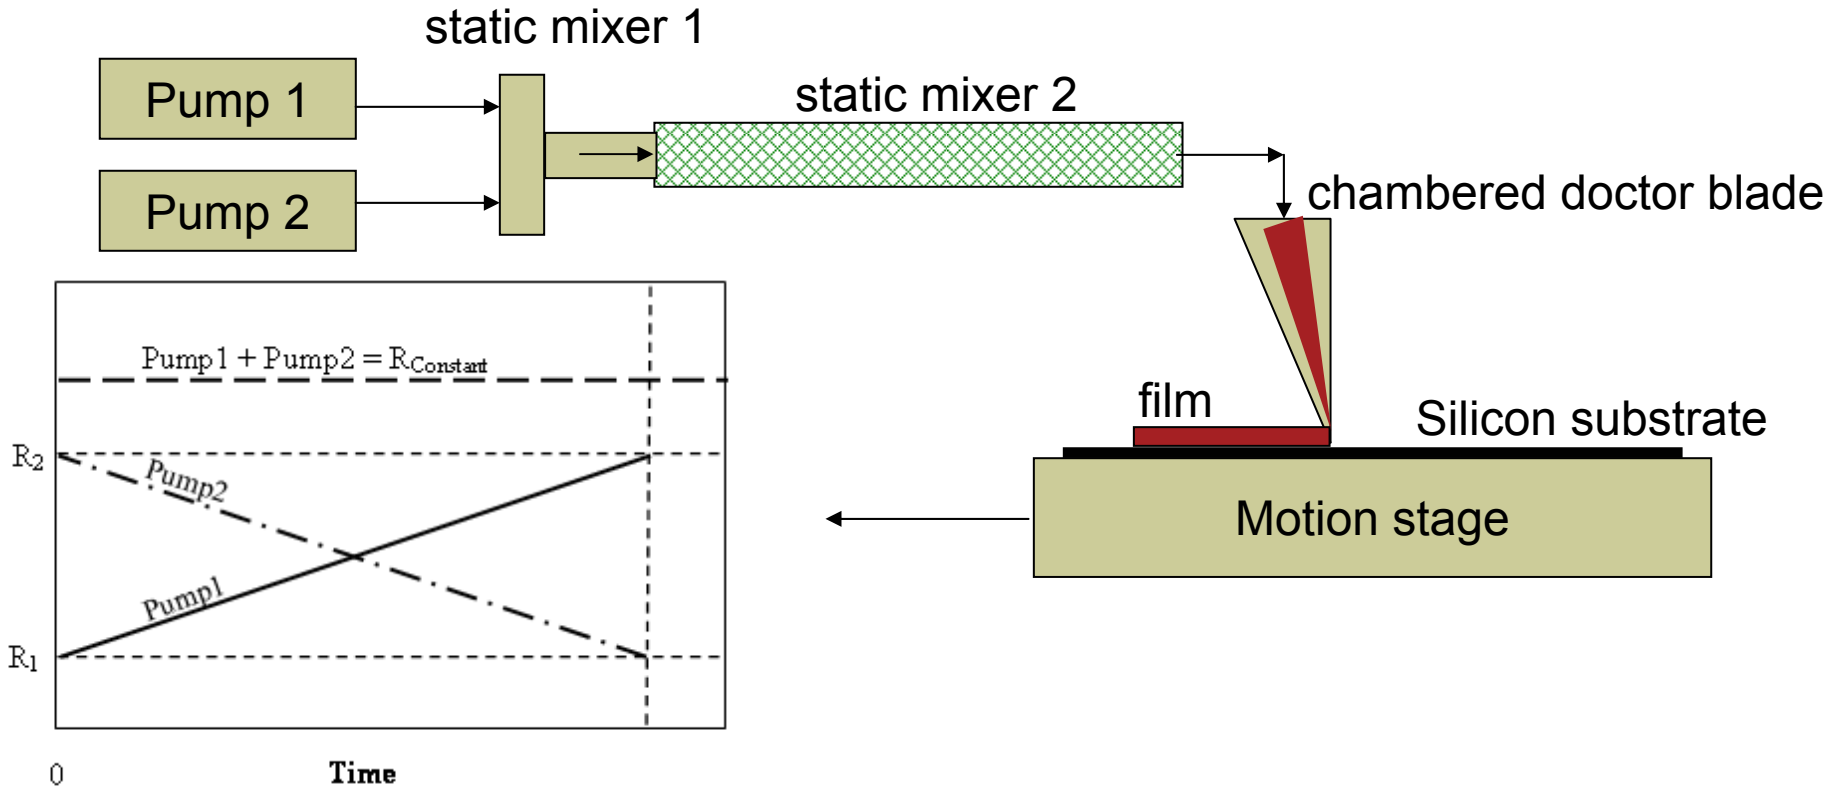 static mixer 1
Pump 1
static mixer 2
Pump 2
chambered doctor blade
Pump1 + Pump2 = RConstant
film
Silicon substrate
R2
Pump2
Motion stage
Pump1
R1
0
Time